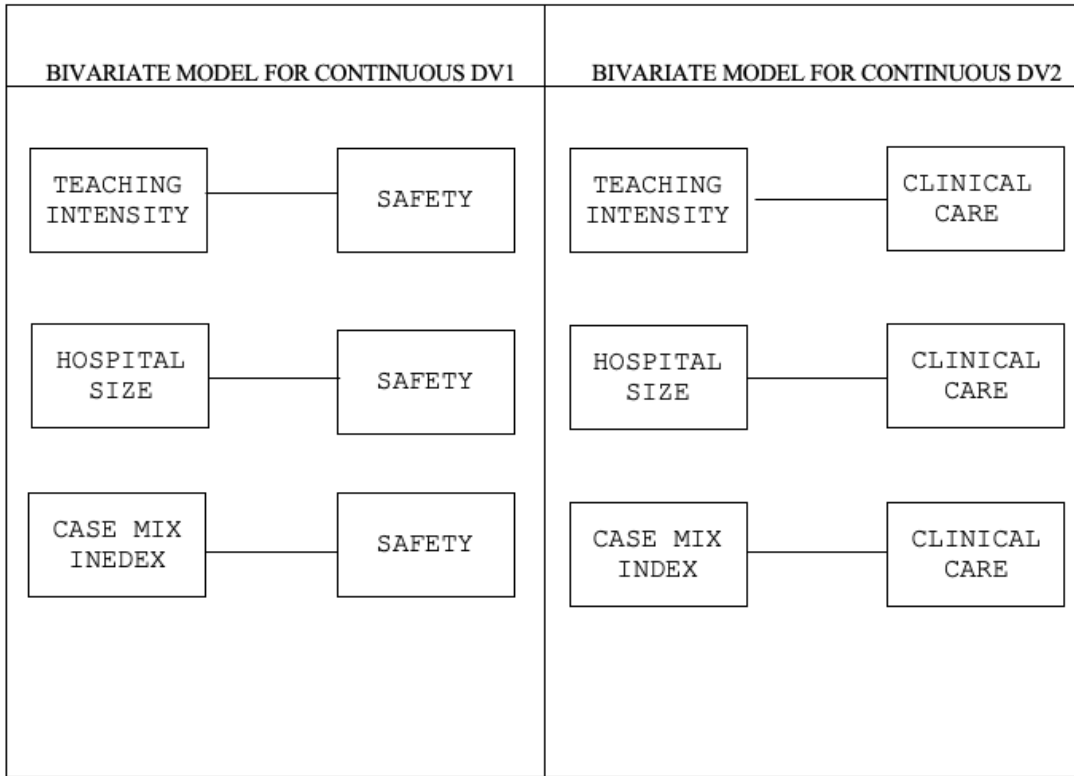 BIVARIATE MODEL FOR CONTINUOUS DV1
TEACHING
INTENSITY
SAFETY
HOSPITAL
SIZE
SAFETY
CASE MIX
INEDEX
SAFETY
BIVARIATE MODEL FOR CONTINUOUS DV2
TEACHING
INTENSITY
CLINICAL
CARE
HOSPITAL
SIZE
CLINICAL
CARE
CASE MIX
INDEX
CLINICAL
CARE